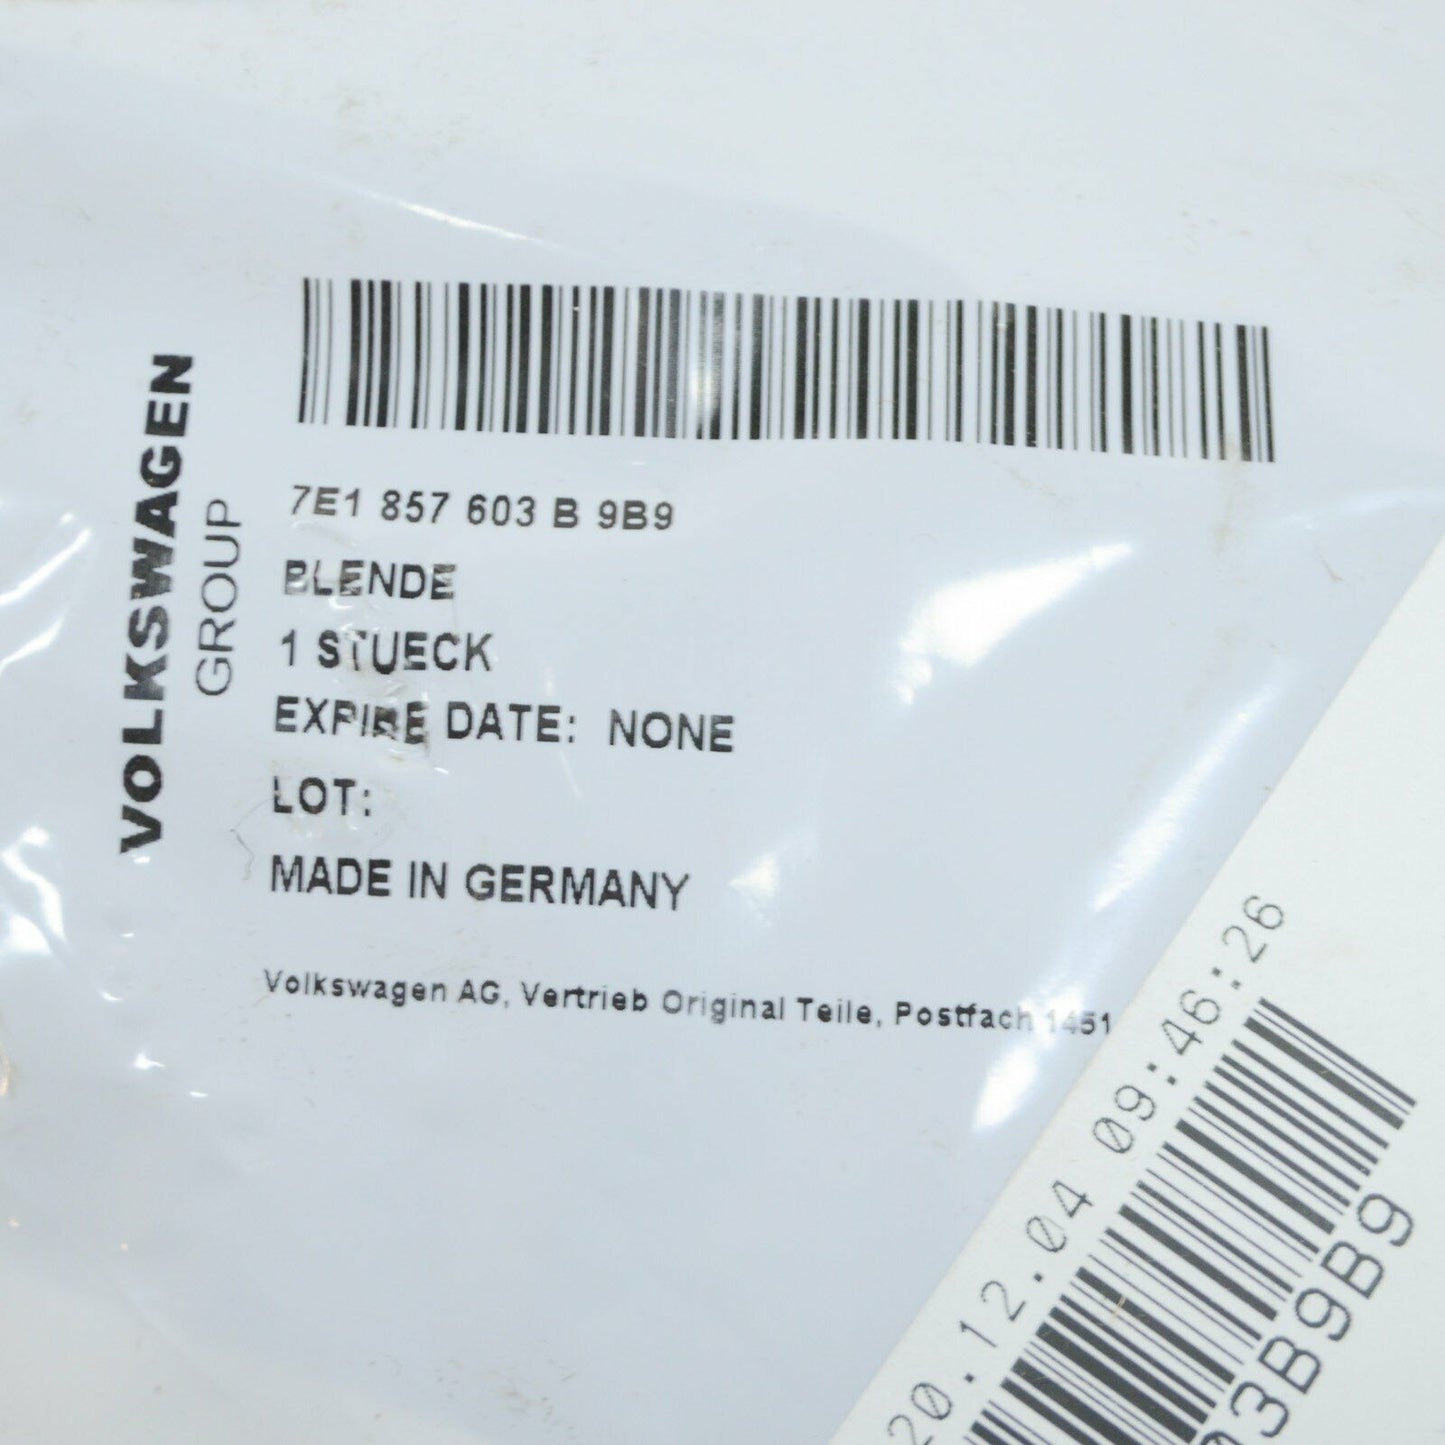 VOLKSWAGEN
GROUP
7E1 857 603 B 9B9
BLENDE
1 STUECK
EXPIRE DATE: NONE
LOT:
MADE IN GERMANY
Volkswagen AG, Vertrieb Original Teile, Postfach 1451
20.12.04 09:46:26
03B9B9